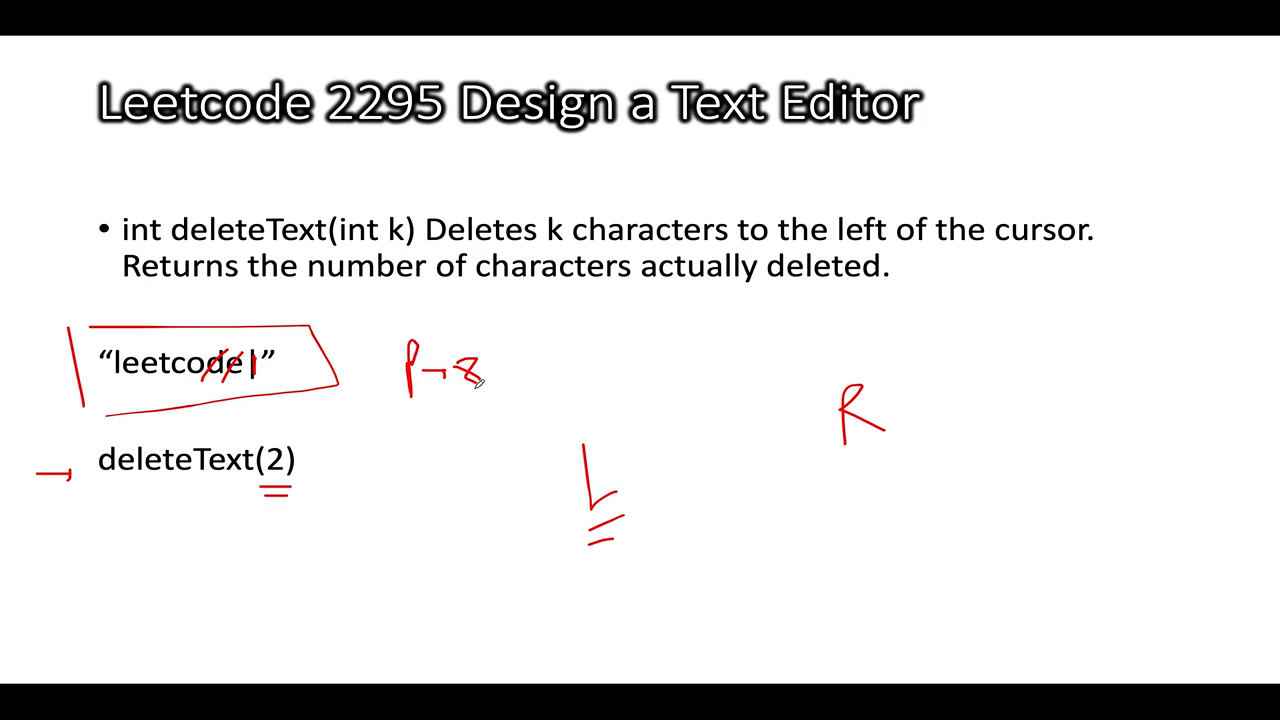 Leetcode 2295 Design a Text Editor
• int deleteText(int k) Deletes k characters to the left of the cursor.
Returns the number of characters actually deleted.
“leetcode|”
P → 8
R
deleteText(2)
L